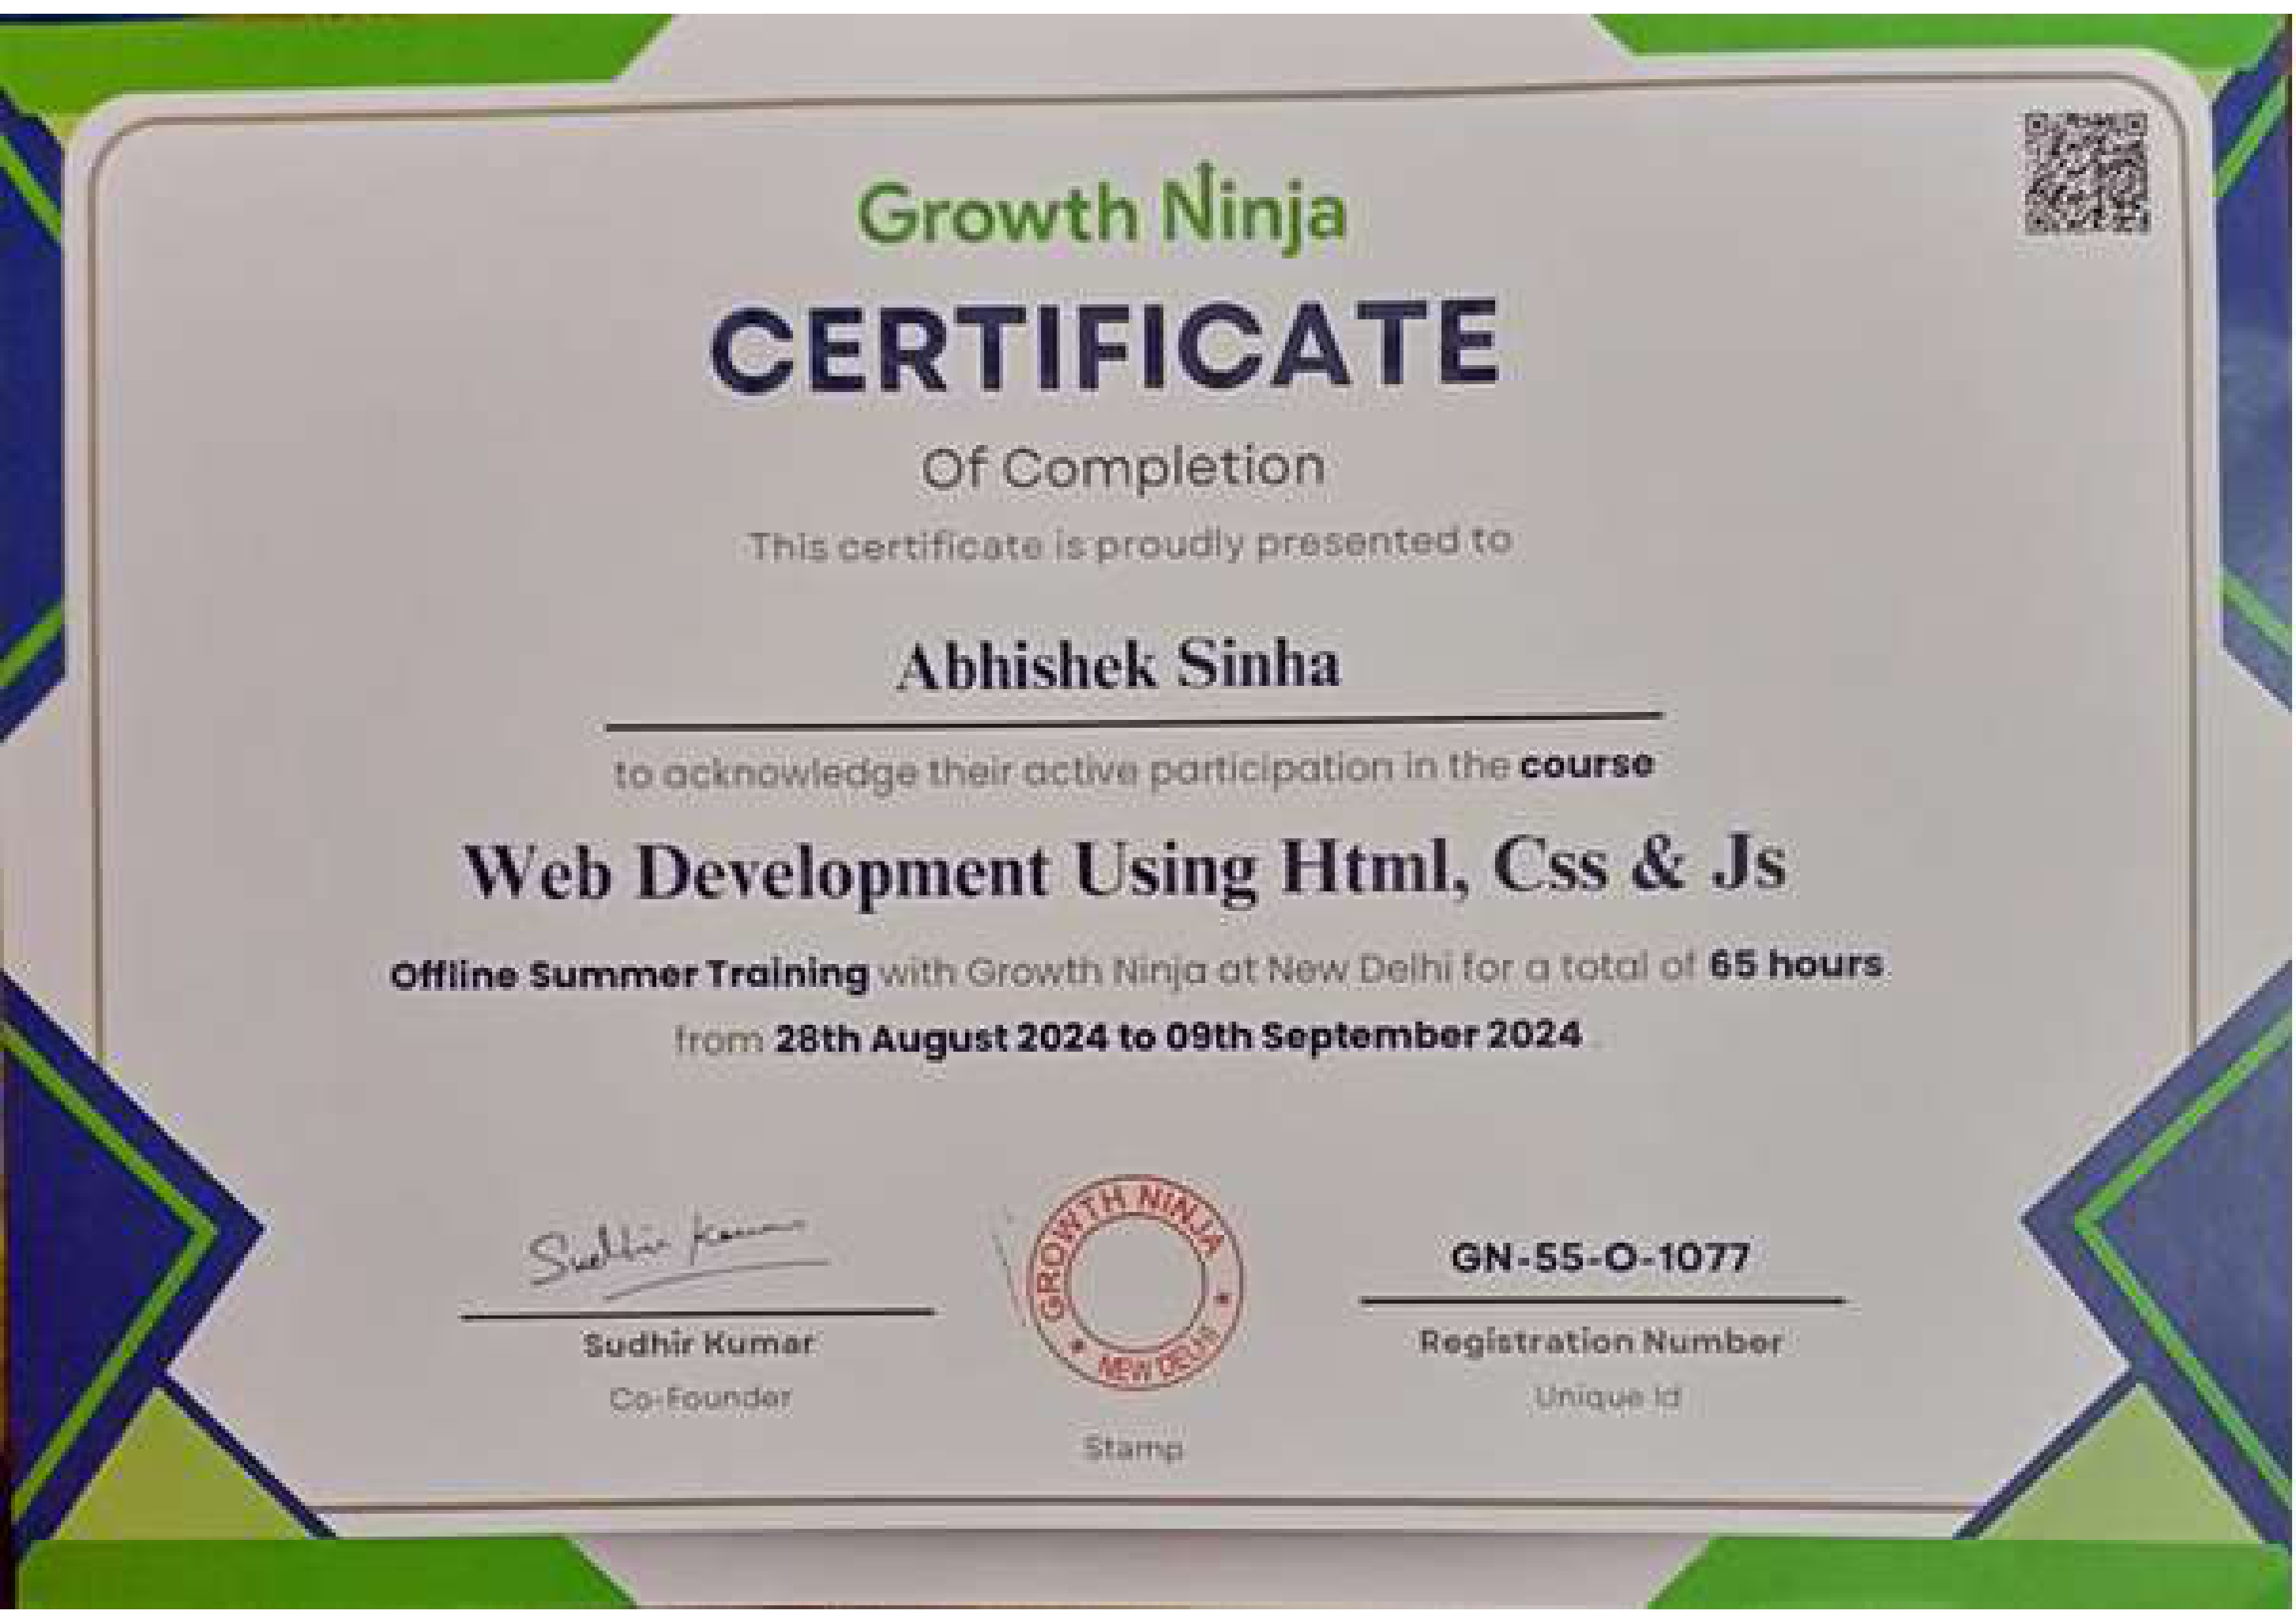 Growth Ninja
CERTIFICATE
Of Completion
This certificate is proudly presented to
Abhishek Sinha
to acknowledge their active participation in the course
Web Development Using Html, Css & Js
Offline Summer Training with Growth Ninja at New Delhi for a total of 65 hours
from 28th August 2024 to 09th September 2024 .
Sudhir Kumar
Sudhir Kumar
Co-Founder
GROWTH NINJA
NEW DELHI
Stamp
GN-55-O-1077
Registration Number
Unique Id